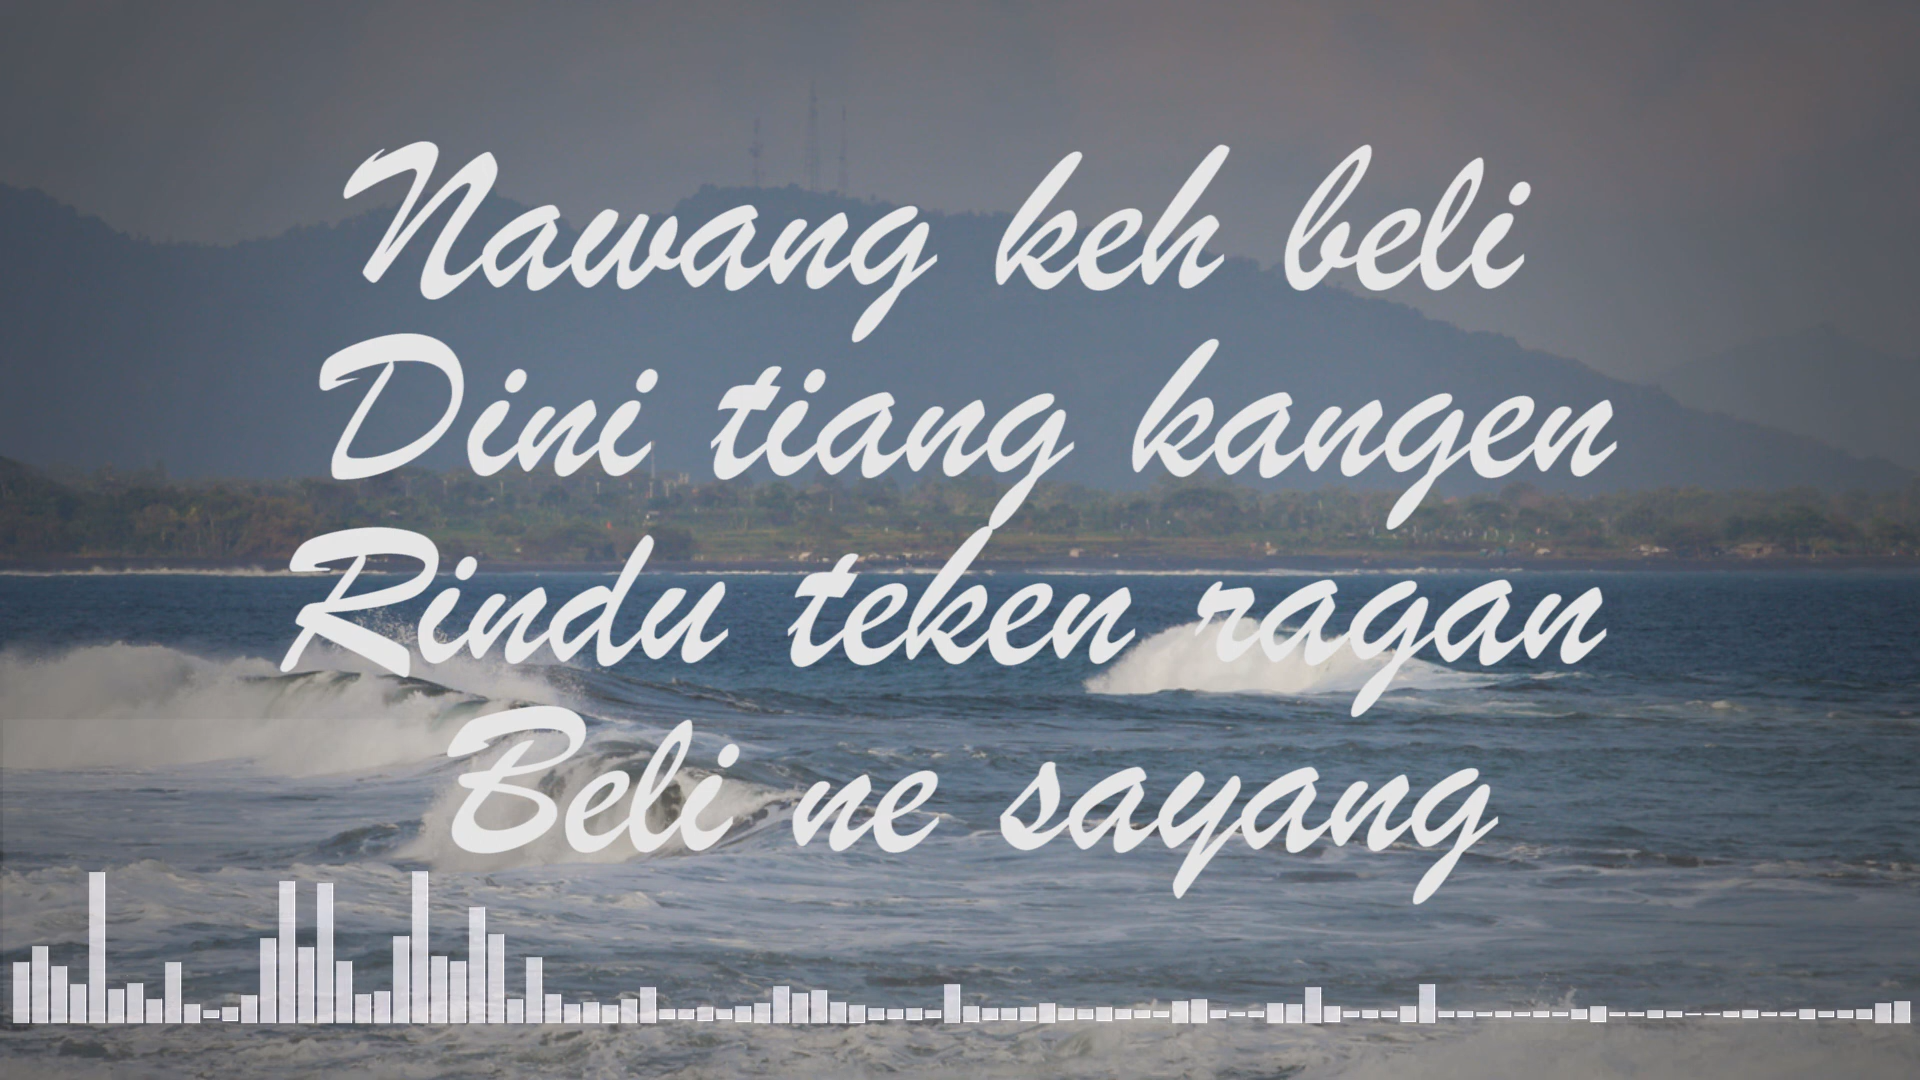 Nawang keh beli
Dini tiang kangen
Rindu teken ragan
Beli ne sayang